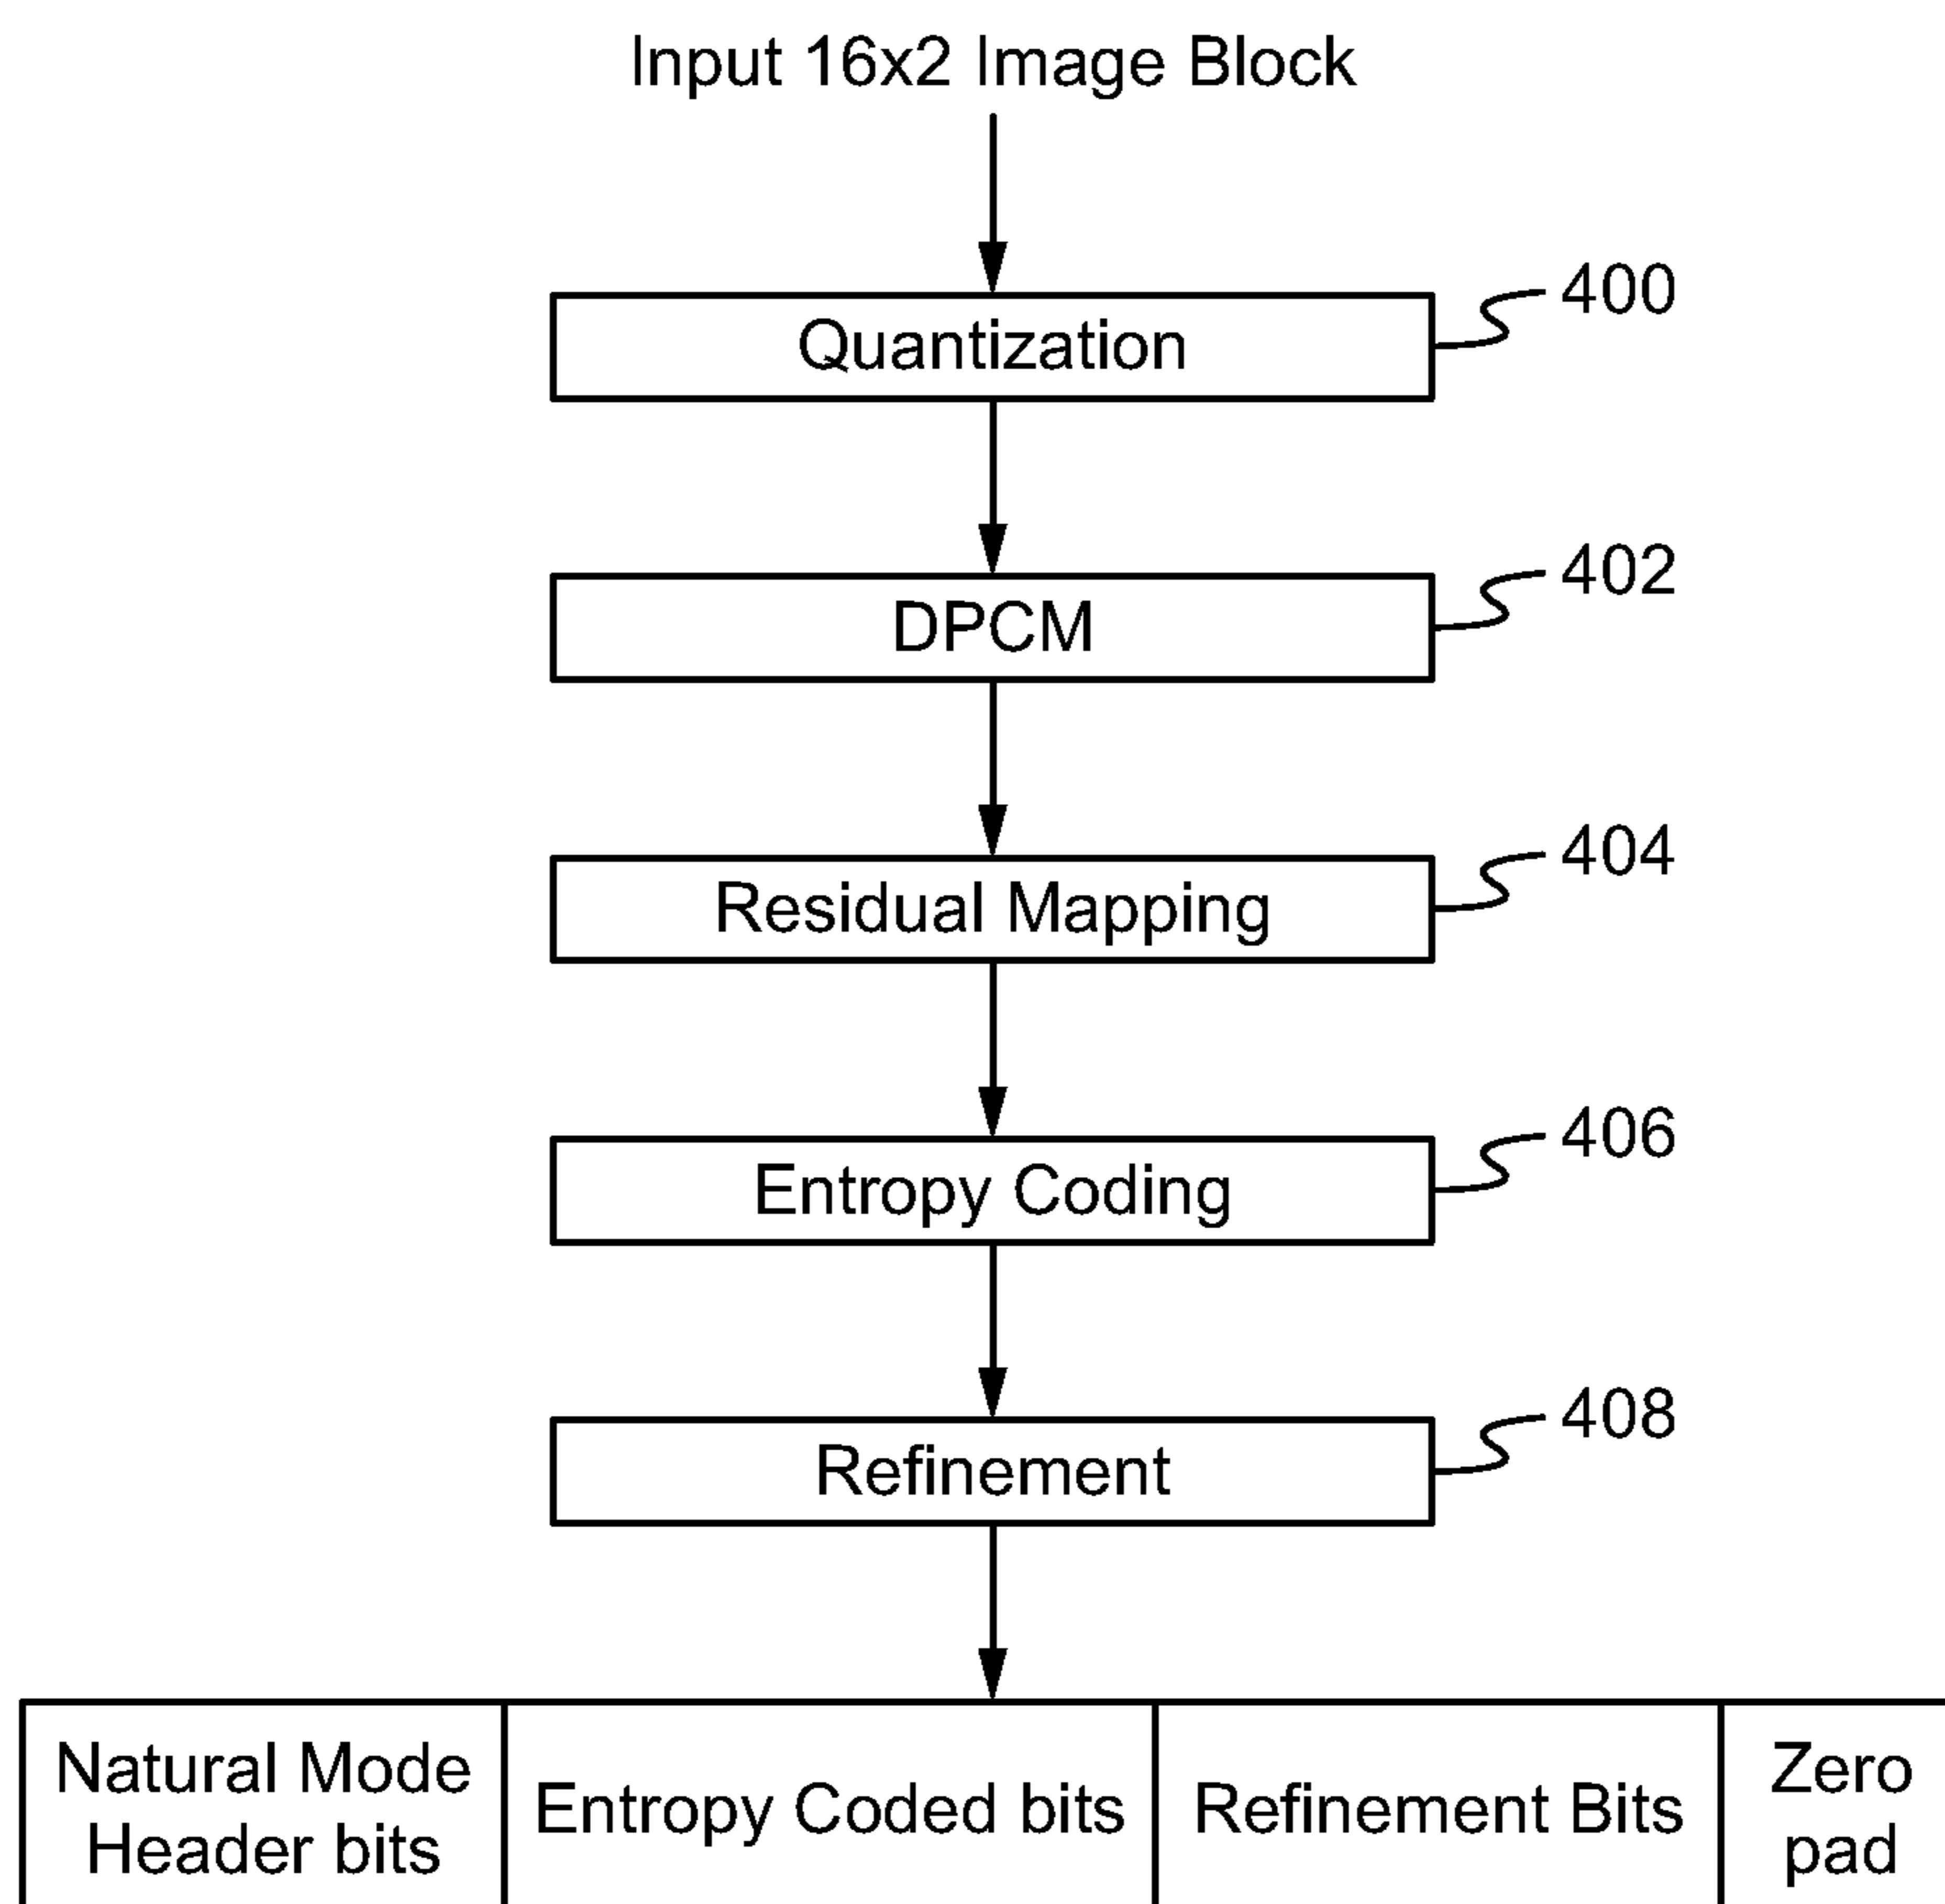 Input 16x2 Image Block
Quantization
400
DPCM
402
Residual Mapping
404
Entropy Coding
406
Refinement
408
Natural Mode
Header bits
Entropy Coded bits
Refinement Bits
Zero
pad